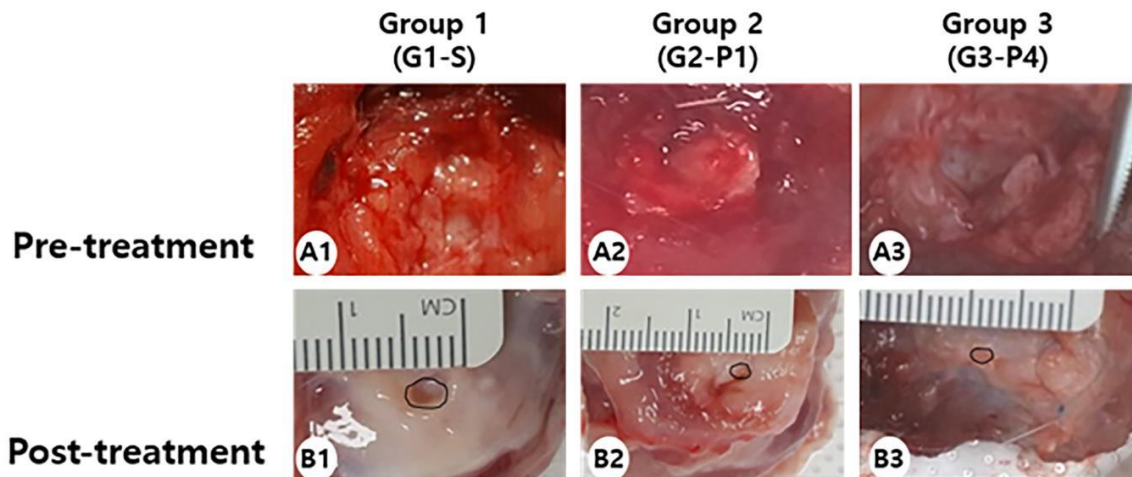 Group 1
(G1-S)
Group 2
(G2-P1)
Group 3
(G3-P4)
Pre-treatment
A1
A2
A3
Post-treatment
1 CM
2 1 CM
B1
B2
B3